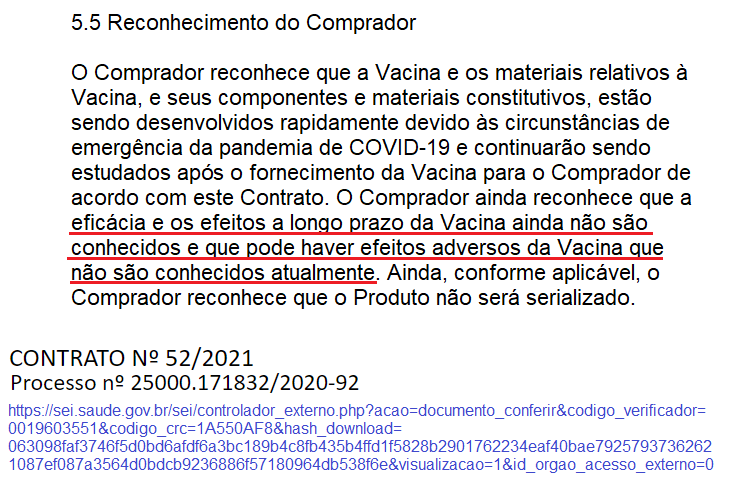 5.5 Reconhecimento do Comprador
O Comprador reconhece que a Vacina e os materiais relativos à
Vacina, e seus componentes e materiais constitutivos, estão
sendo desenvolvidos rapidamente devido às circunstâncias de
emergência da pandemia de COVID-19 e continuarão sendo
estudados após o fornecimento da Vacina para o Comprador de
acordo com este Contrato. O Comprador ainda reconhece que a
eficácia e os efeitos a longo prazo da Vacina ainda não são
conhecidos e que pode haver efeitos adversos da Vacina que
não são conhecidos atualmente. Ainda, conforme aplicável, o
Comprador reconhece que o Produto não será serializado.
CONTRATO Nº 52/2021
Processo nº 25000.171832/2020-92
https://sei.saude.gov.br/sei/controlador_externo.php?acao=documento_conferir&codigo_verificador=
0019603551&codigo_crc=1A550AF8&hash_download=
063098faf3746f5d0bd6afdf6a3bc189b4c8fb435b4ffd1f5828b2901762234eaf40bae7925793736262
1087ef087a3564d0bdcb9236886f57180964db538f6e&visualizacao=1&id_orgao_acesso_externo=0